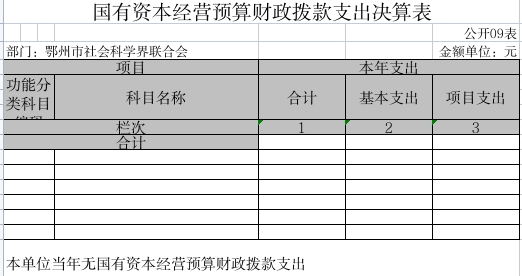 国有资本经营预算财政拨款支出决算表
公开09表
部门：鄂州市社会科学界联合会 金额单位：元
项目 本年支出
功能分类科目编码 科目名称 合计 基本支出 项目支出
栏次 1 2 3
合计
本单位当年无国有资本经营预算财政拨款支出